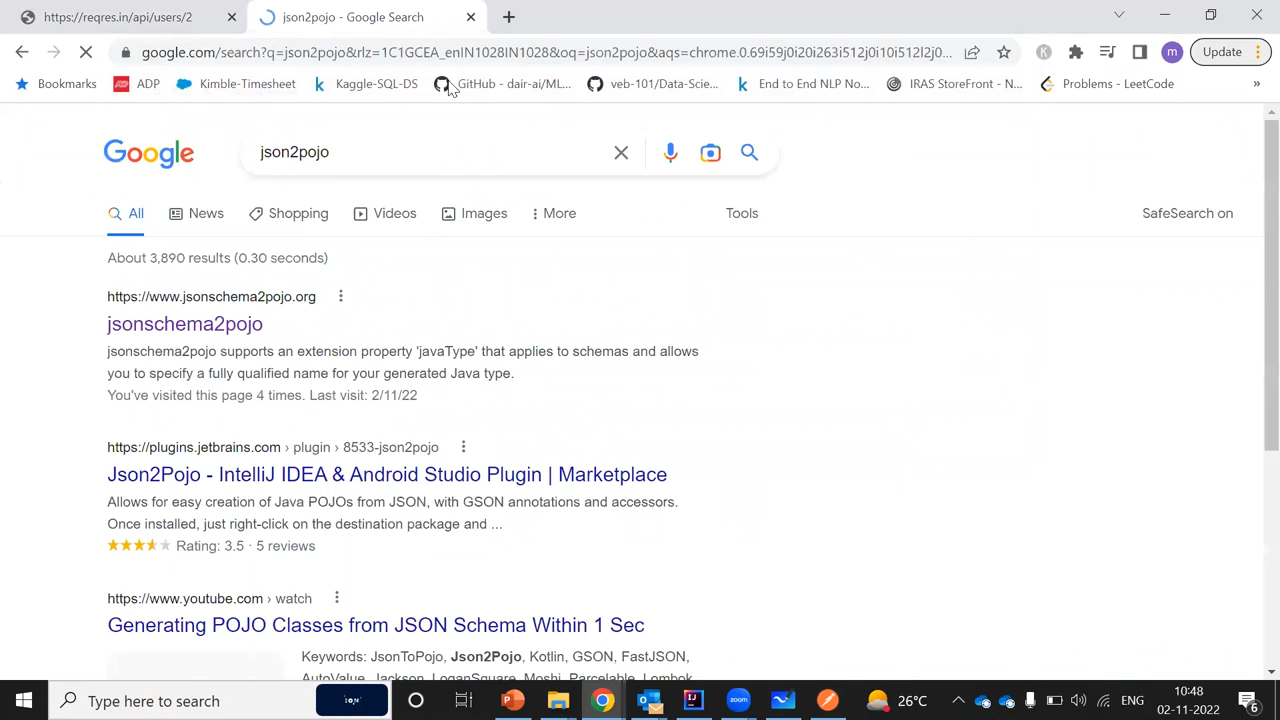 https://reqres.in/api/users/2
json2pojo - Google Search
google.com/search?q=json2pojo&rlz=1C1GCEA_enIN1028IN1028&oq=json2pojo&aqs=chrome.0.69i59j0i20i263i512j0i10i512l2j0...
K
m
Update
Bookmarks
ADP
Kimble-Timesheet
Kaggle-SQL-DS
GitHub - dair-ai/ML...
veb-101/Data-Scie...
End to End NLP No...
IRAS StoreFront - N...
Problems - LeetCode
»
Google
json2pojo
All
News
Shopping
Videos
Images
More
Tools
SafeSearch on
About 3,890 results (0.30 seconds)
https://www.jsonschema2pojo.org
jsonschema2pojo
jsonschema2pojo supports an extension property 'javaType' that applies to schemas and allows
you to specify a fully qualified name for your generated Java type.
You've visited this page 4 times. Last visit: 2/11/22
https://plugins.jetbrains.com › plugin › 8533-json2pojo
Json2Pojo - IntelliJ IDEA & Android Studio Plugin | Marketplace
Allows for easy creation of Java POJOs from JSON, with GSON annotations and accessors.
Once installed, just right-click on the destination package and ...
Rating: 3.5 · 5 reviews
https://www.youtube.com › watch
Generating POJO Classes from JSON Schema Within 1 Sec
Keywords: JsonToPojo, Json2Pojo, Kotlin, GSON, FastJSON,
AutoValue, Jackson, LoganSquare, Moshi, Parcelable, Lombok
Type here to search
26°C
ENG
10:48
02-11-2022
6